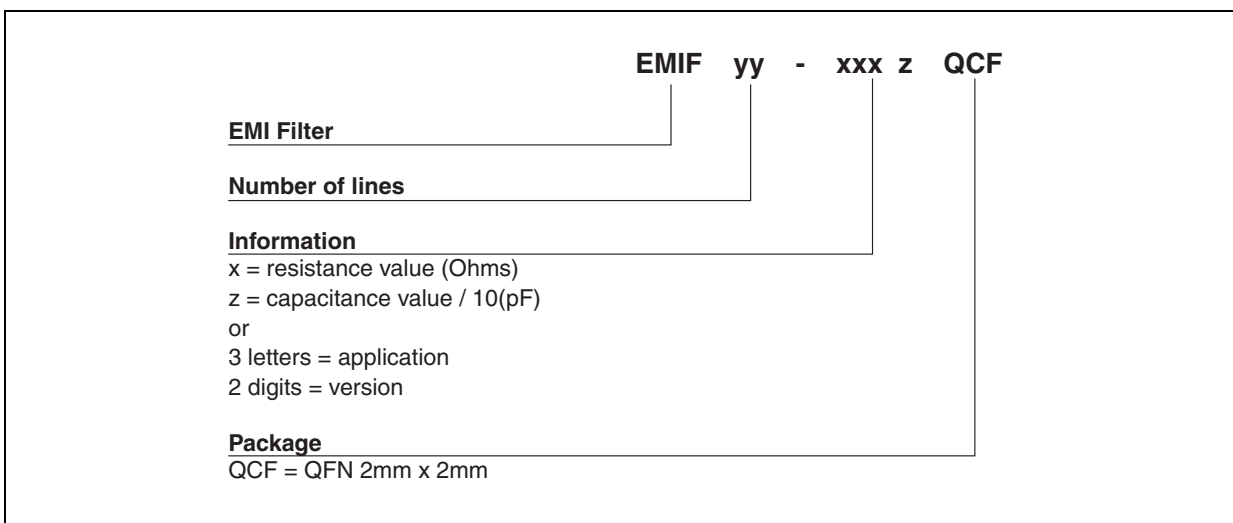 EMIF yy - xxx z QCF
EMI Filter
Number of lines
Information
x = resistance value (Ohms)
z = capacitance value / 10(pF)
or
3 letters = application
2 digits = version
Package
QCF = QFN 2mm x 2mm